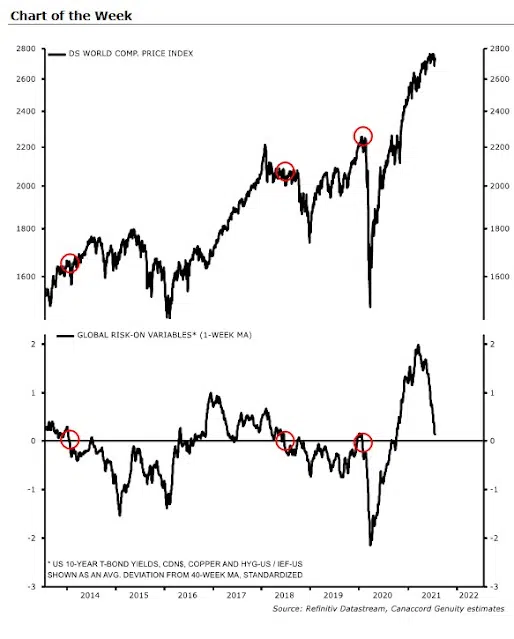 Chart of the Week
2800 2800
DS WORLD COMP. PRICE INDEX
2600 2600
2400 2400
2200 2200
2000 2000
1800 1800
1600 1600
GLOBAL RISK-ON VARIABLES* (1-WEEK MA)
2 2
1 1
0 0
-1 -1
-2 -2
* US 10-YEAR T-BOND YIELDS, CDN$, COPPER AND HYG-US / IEF-US
SHOWN AS AN AVG. DEVIATION FROM 40-WEEK MA, STANDARDIZED
-3 -3
2014 2015 2016 2017 2018 2019 2020 2021 2022
Source: Refinitiv Datastream, Canaccord Genuity estimates